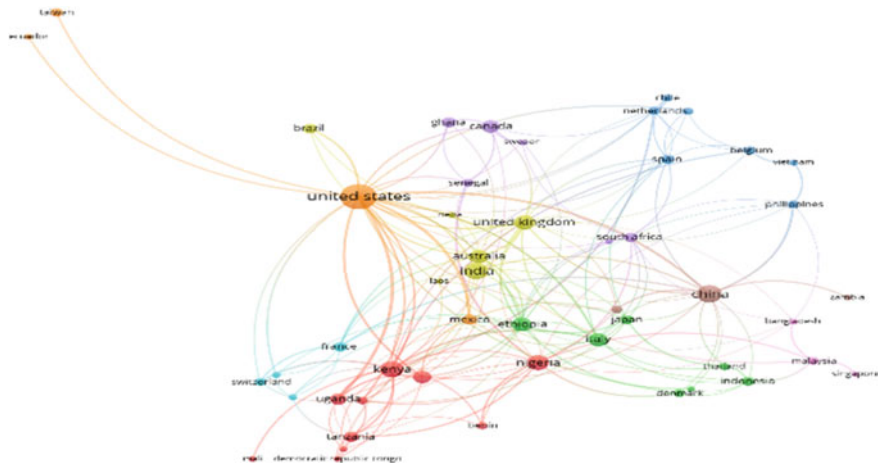 taiwan
ecuador
chile
netherlands
brazil
ghana
canada
sweden
belgium
spain
vietnam
senegal
united states
philippines
united kingdom
south africa
australia
india
laos
china
zambia
mexico
ethiopia
japan
bangladesh
italy
france
nigeria
malaysia
kenya
thailand
singapore
switzerland
indonesia
denmark
uganda
benin
tanzania
mali
democratic republic congo